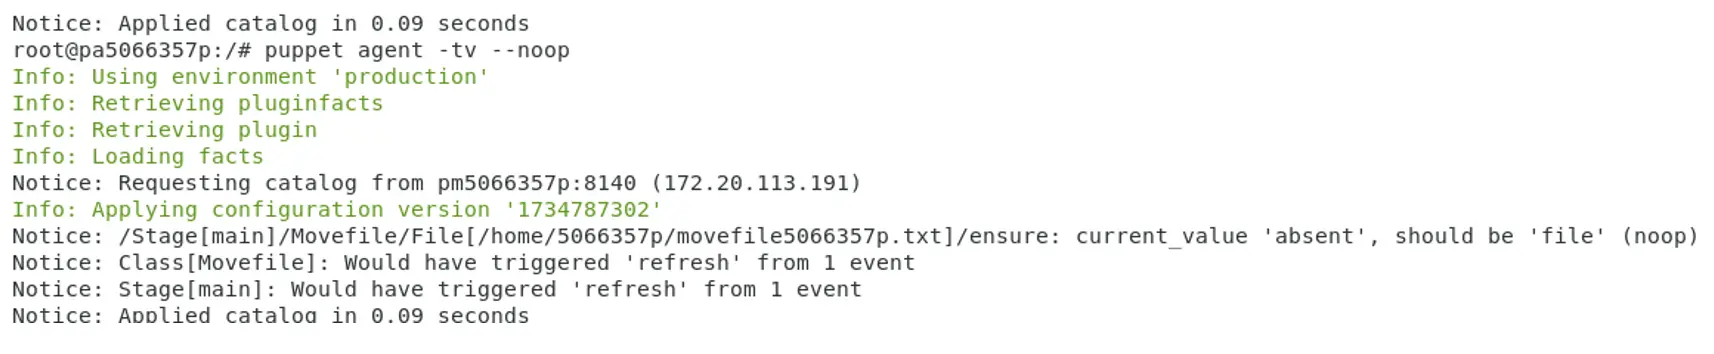 Notice: Applied catalog in 0.09 seconds
root@pa5066357p:/# puppet agent -tv --noop
Info: Using environment 'production'
Info: Retrieving pluginfacts
Info: Retrieving plugin
Info: Loading facts
Notice: Requesting catalog from pm5066357p:8140 (172.20.113.191)
Info: Applying configuration version '1734787302'
Notice: /Stage[main]/Movefile/File[/home/5066357p/movefile5066357p.txt]/ensure: current_value 'absent', should be 'file' (noop)
Notice: Class[Movefile]: Would have triggered 'refresh' from 1 event
Notice: Stage[main]: Would have triggered 'refresh' from 1 event
Notice: Applied catalog in 0.09 seconds